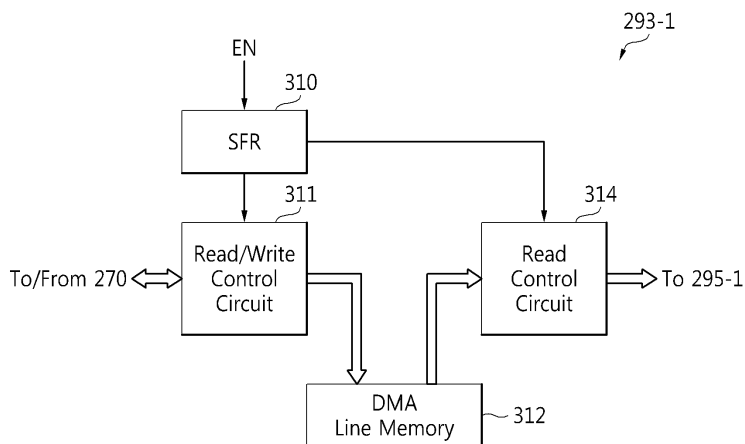 293-1
EN
310
SFR
311
314
Read/Write
Control
Circuit
Read
Control
Circuit
To/From 270
To 295-1
DMA
Line Memory
312